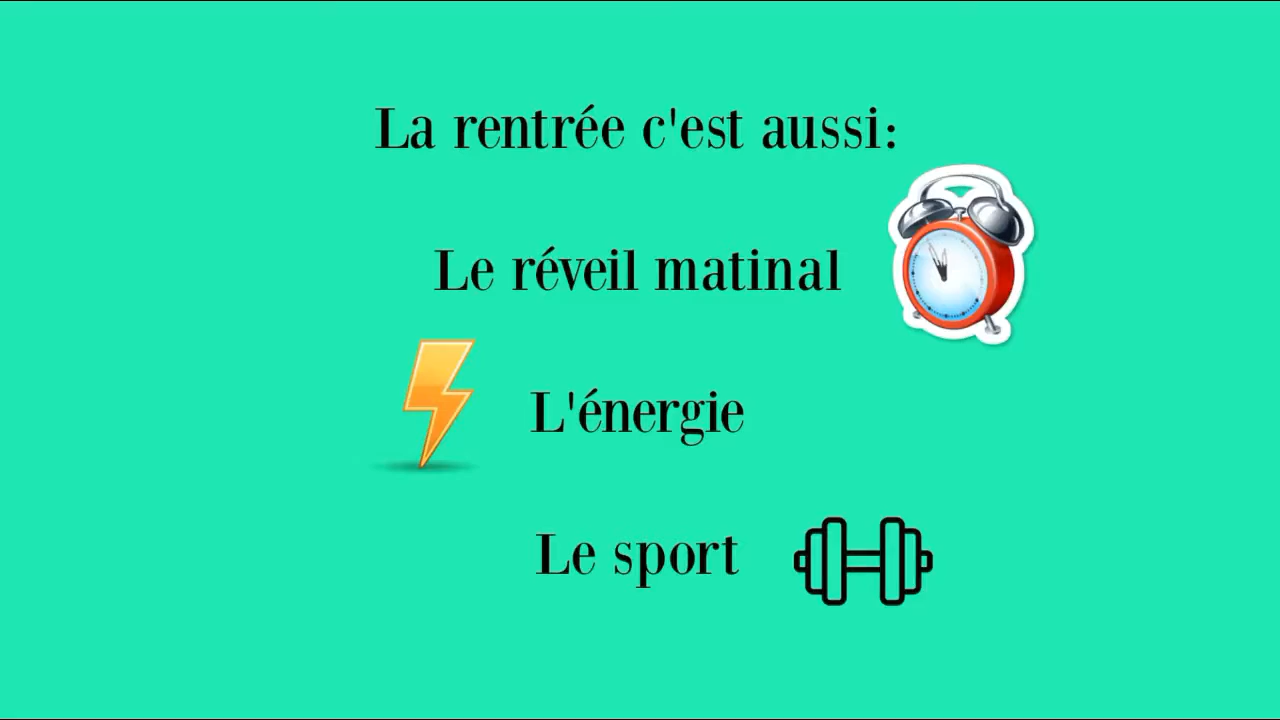 La rentrée c'est aussi:
Le réveil matinal
L'énergie
Le sport